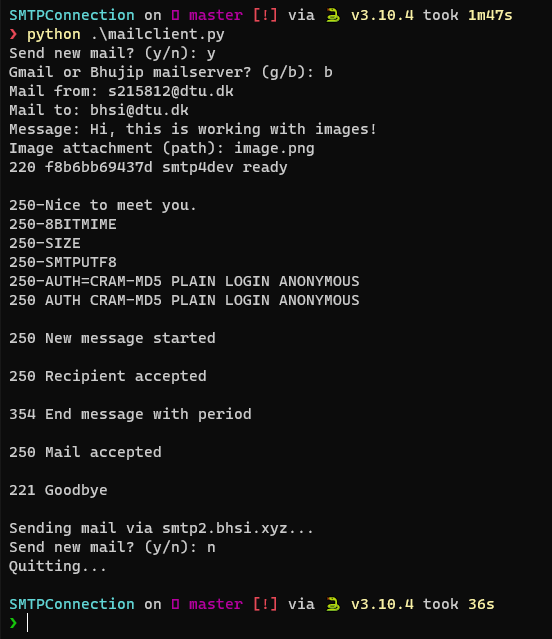 SMTPConnection on master [!] via v3.10.4 took 1m47s
❯ python .\mailclient.py
Send new mail? (y/n): y
Gmail or Bhujip mailserver? (g/b): b
Mail from: s215812@dtu.dk
Mail to: bhsi@dtu.dk
Message: Hi, this is working with images!
Image attachment (path): image.png
220 f8b6bb69437d smtp4dev ready
250-Nice to meet you.
250-8BITMIME
250-SIZE
250-SMTPUTF8
250-AUTH=CRAM-MD5 PLAIN LOGIN ANONYMOUS
250 AUTH CRAM-MD5 PLAIN LOGIN ANONYMOUS
250 New message started
250 Recipient accepted
354 End message with period
250 Mail accepted
221 Goodbye
Sending mail via smtp2.bhsi.xyz...
Send new mail? (y/n): n
Quitting...
SMTPConnection on master [!] via v3.10.4 took 36s
❯